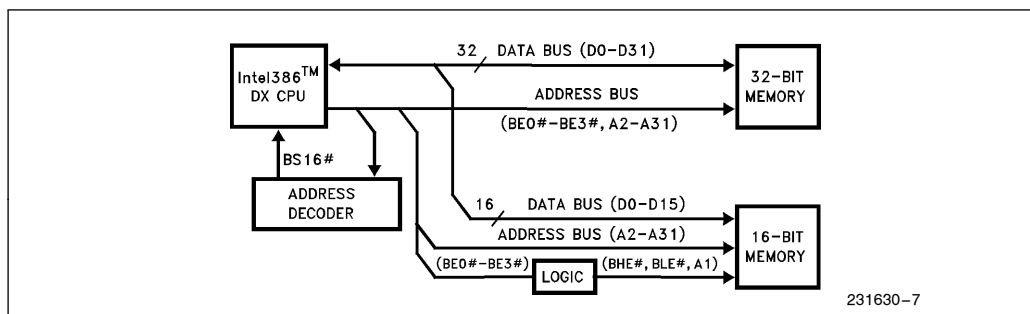 Intel386™
DX CPU
32 DATA BUS (D0-D31)
32-BIT
MEMORY
ADDRESS BUS
(BE0#-BE3#, A2-A31)
BS16#
ADDRESS
DECODER
16 DATA BUS (D0-D15)
ADDRESS BUS (A2-A31)
16-BIT
MEMORY
(BE0#-BE3#)
LOGIC
(BHE#, BLE#, A1)
231630-7